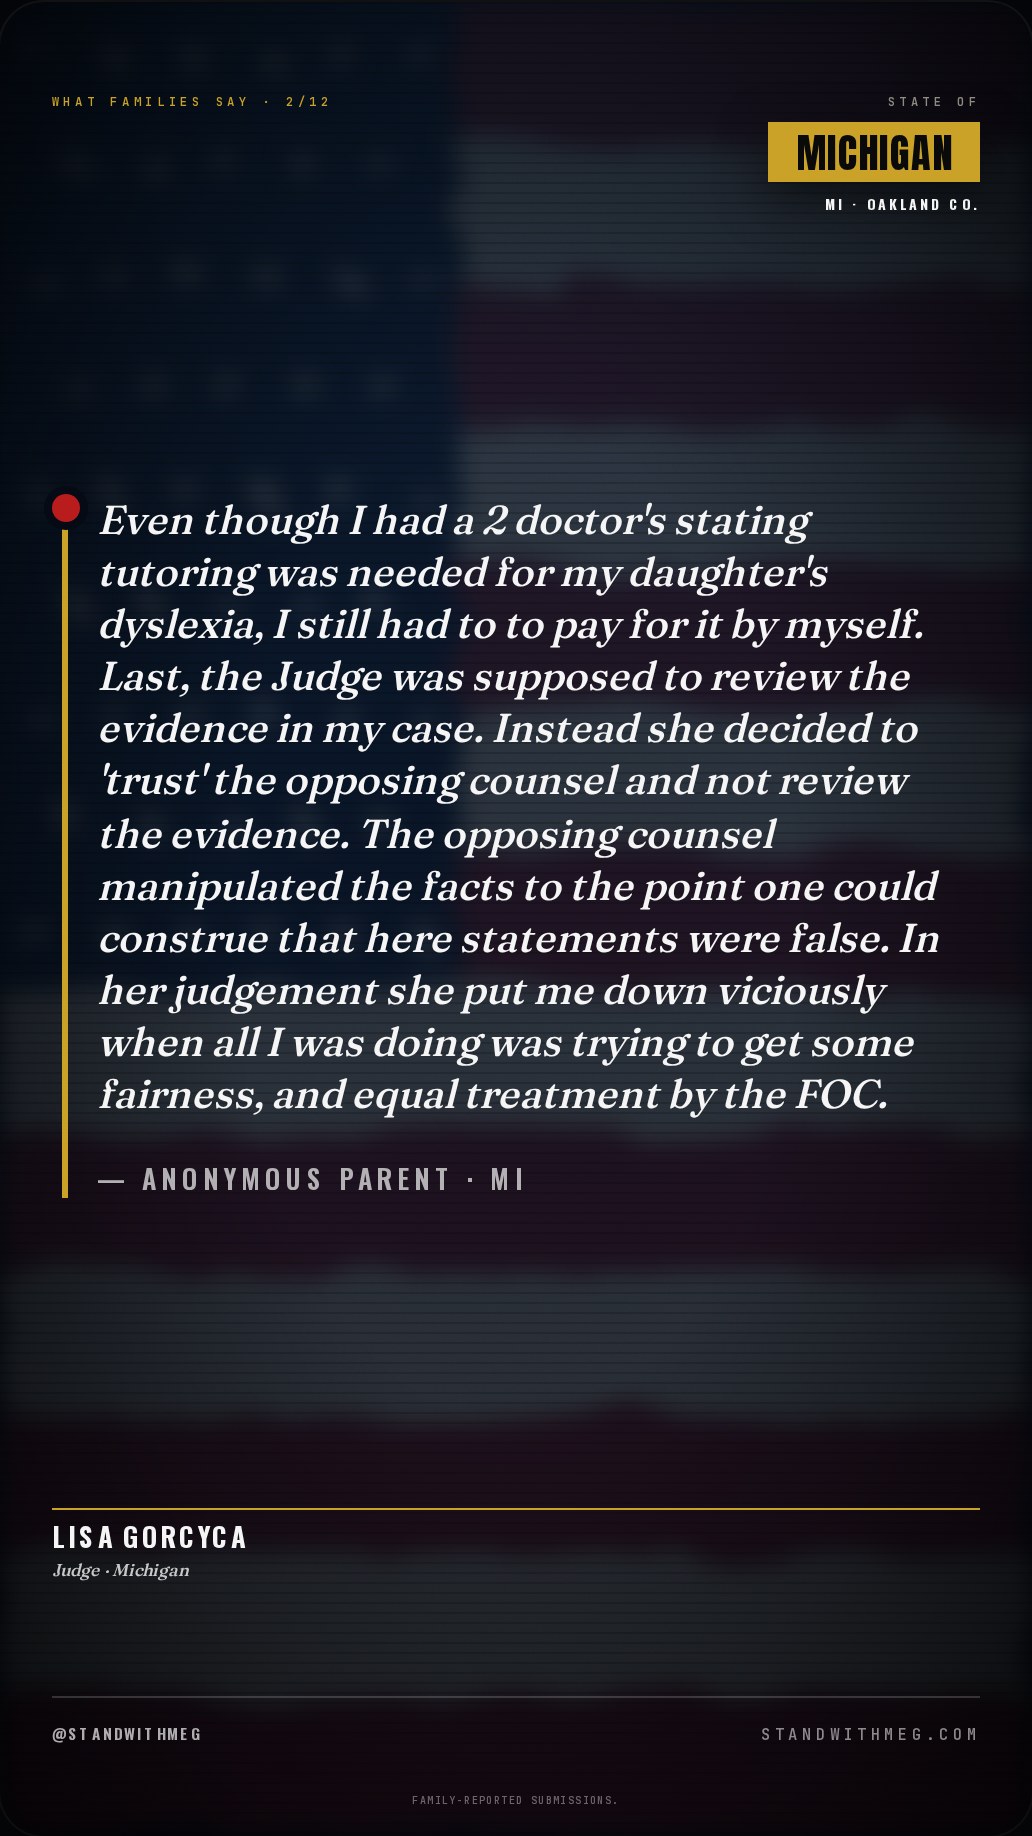 WHAT FAMILIES SAY · 2/12
STATE OF
MICHIGAN
MI · OAKLAND CO.
Even though I had a 2 doctor's stating
tutoring was needed for my daughter's
dyslexia, I still had to to pay for it by myself.
Last, the Judge was supposed to review the
evidence in my case. Instead she decided to
'trust' the opposing counsel and not review
the evidence. The opposing counsel
manipulated the facts to the point one could
construe that here statements were false. In
her judgement she put me down viciously
when all I was doing was trying to get some
fairness, and equal treatment by the FOC.
— ANONYMOUS PARENT · MI
LISA GORCYCA
Judge · Michigan
@STANDWITHMEG
STANDWITHMEG.COM
FAMILY-REPORTED SUBMISSIONS.